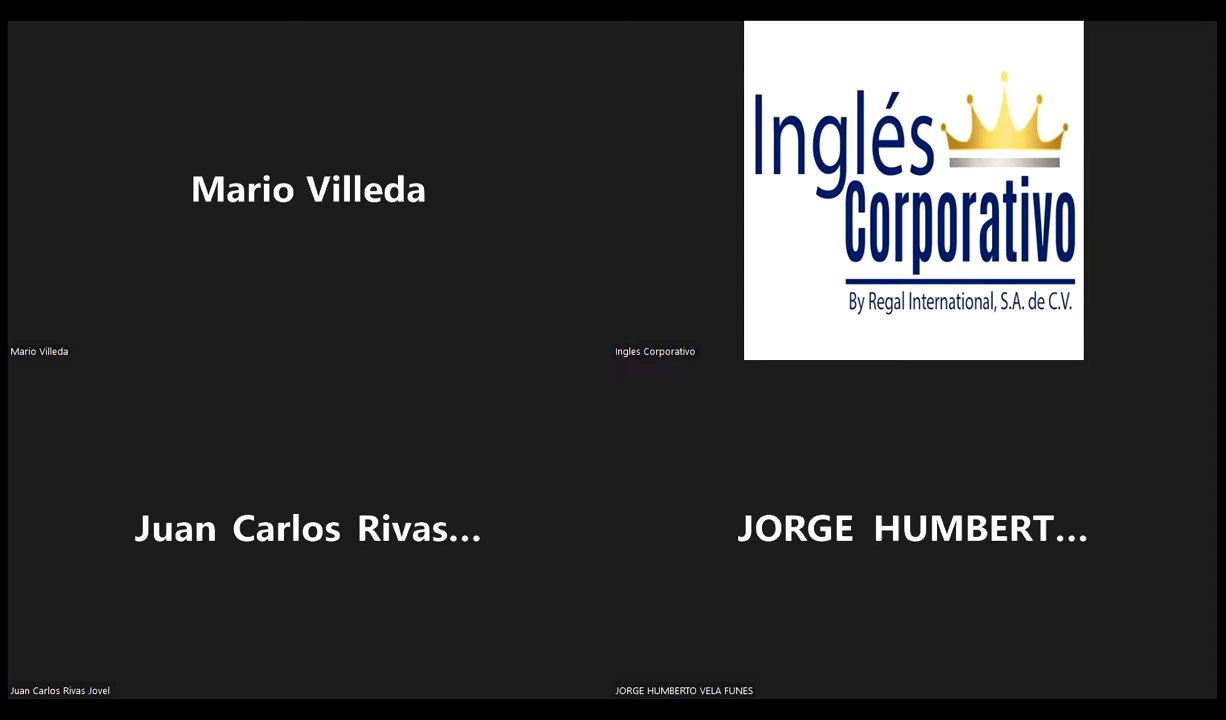 Mario Villeda
Mario Villeda
Inglés
Corporativo
By Regal International, S.A. de C.V.
Ingles Corporativo
Juan Carlos Rivas...
Juan Carlos Rivas Jovel
JORGE HUMBERT...
JORGE HUMBERTO VELA FUNES